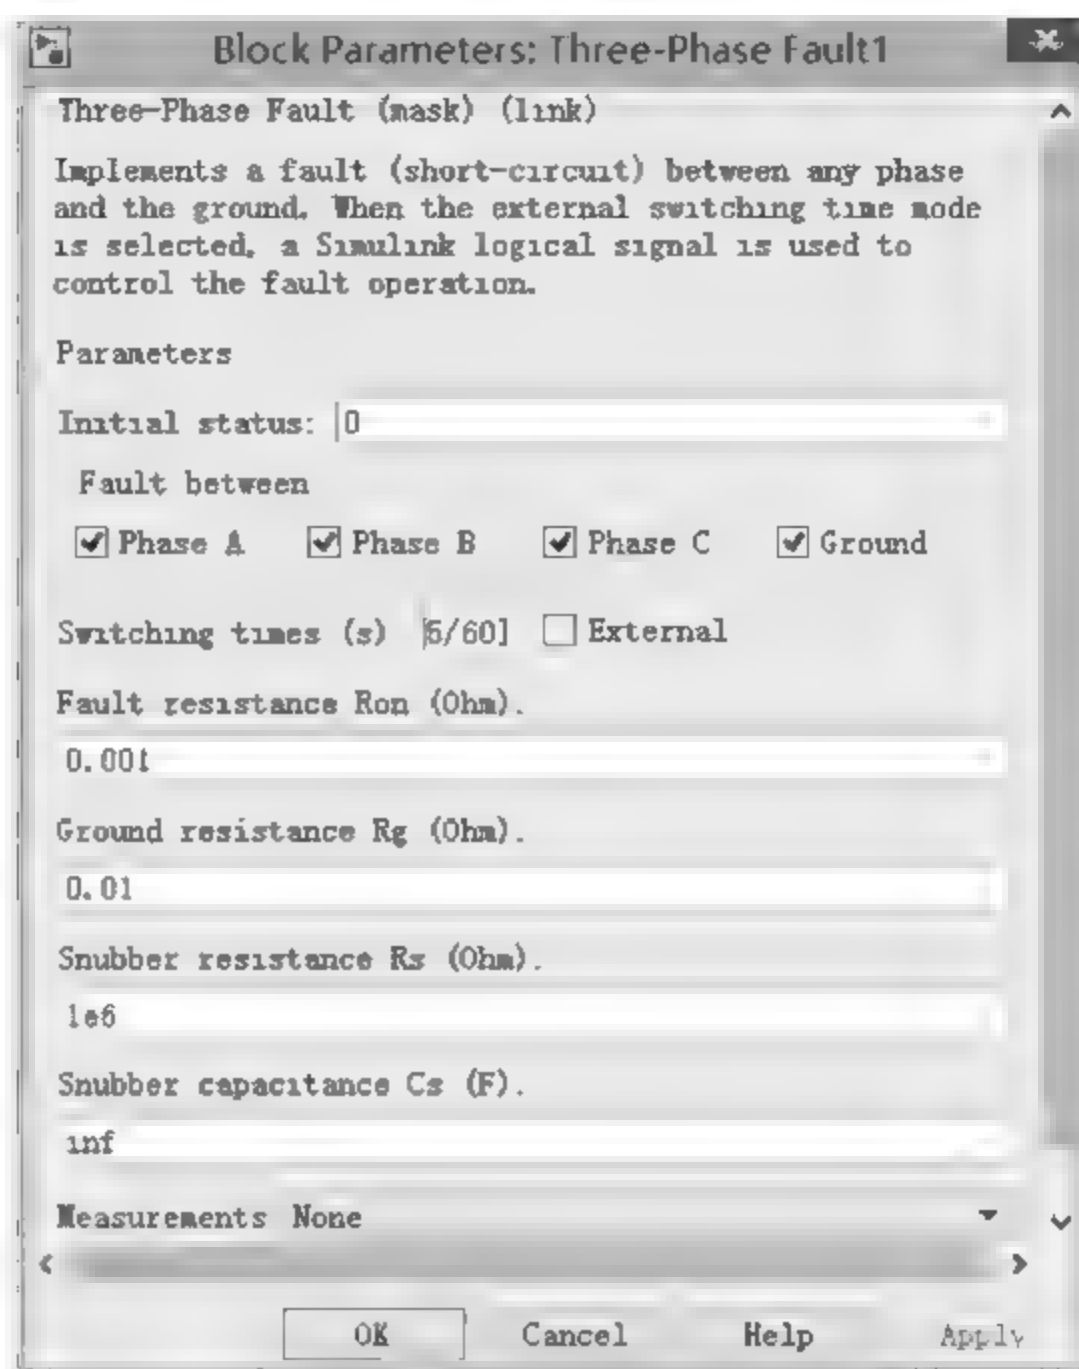 Block Parameters: Three-Phase Fault1
Three-Phase Fault (mask) (link)
Implements a fault (short-circuit) between any phase
and the ground. When the external switching time mode
is selected, a Simulink logical signal is used to
control the fault operation.
Parameters
Initial status: 0
Fault between
Phase A Phase B Phase C Ground
Switching times (s) 5/60] External
Fault resistance Ron (Ohm).
0.001
Ground resistance Rg (Ohm).
0.01
Snubber resistance Rs (Ohm).
1e6
Snubber capacitance Cs (F).
inf
Measurements None
OK Cancel Help Apply